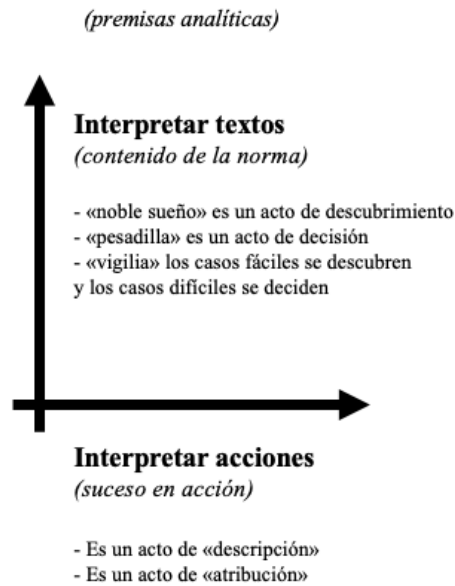 (premisas analíticas)
Interpretar textos
(contenido de la norma)
- «noble sueño» es un acto de descubrimiento
- «pesadilla» es un acto de decisión
- «vigilia» los casos fáciles se descubren
y los casos difíciles se deciden
Interpretar acciones
(suceso en acción)
- Es un acto de «descripción»
- Es un acto de «atribución»